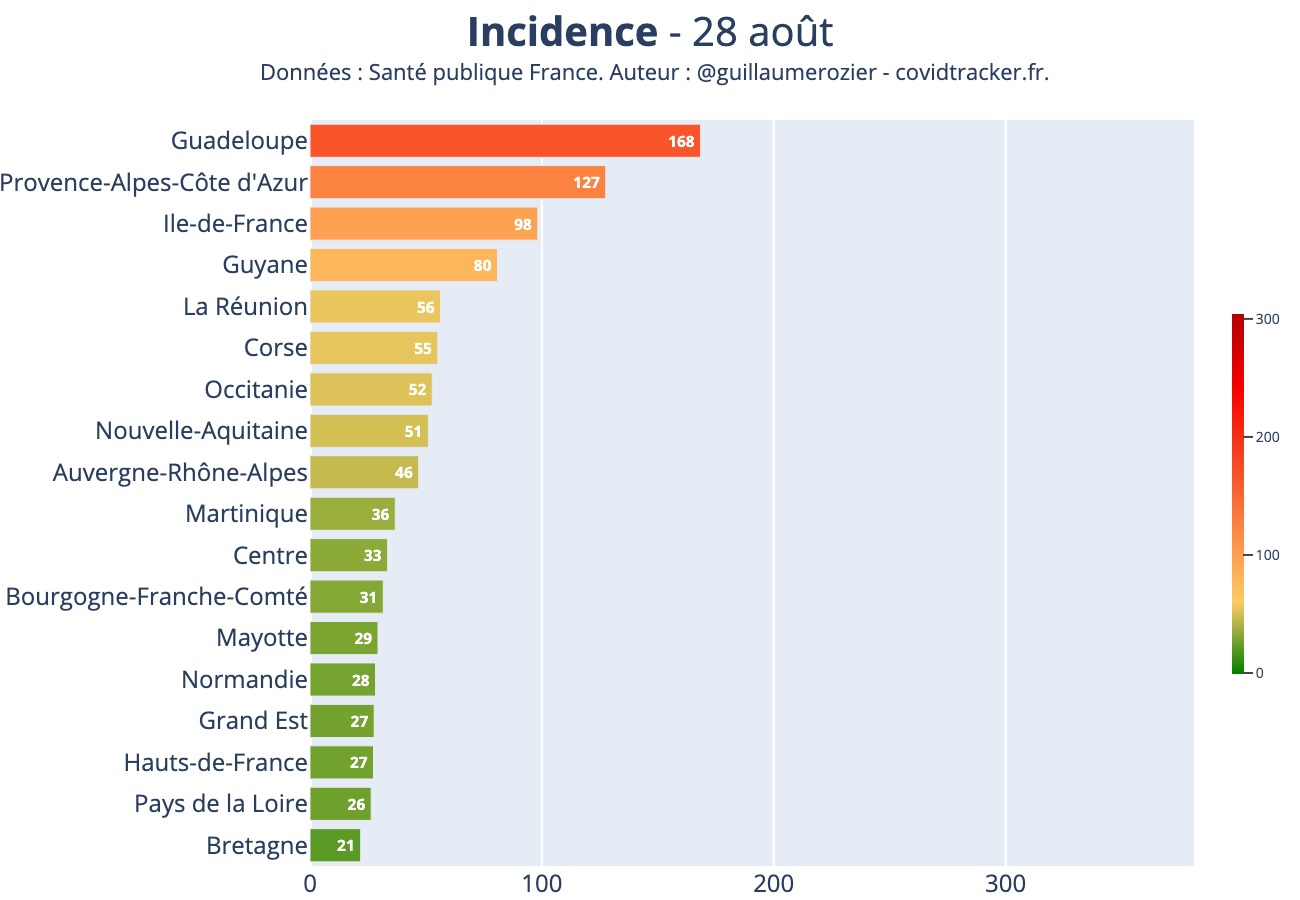 Incidence - 28 août
Données : Santé publique France. Auteur : @guillaumerozier - covidtracker.fr.
Guadeloupe 168
Provence-Alpes-Côte d'Azur 127
Ile-de-France 98
Guyane 80
La Réunion 56
Corse 55
Occitanie 52
Nouvelle-Aquitaine 51
Auvergne-Rhône-Alpes 46
Martinique 36
Centre 33
Bourgogne-Franche-Comté 31
Mayotte 29
Normandie 28
Grand Est 27
Hauts-de-France 27
Pays de la Loire 26
Bretagne 21
0 100 200 300
300
200
100
0